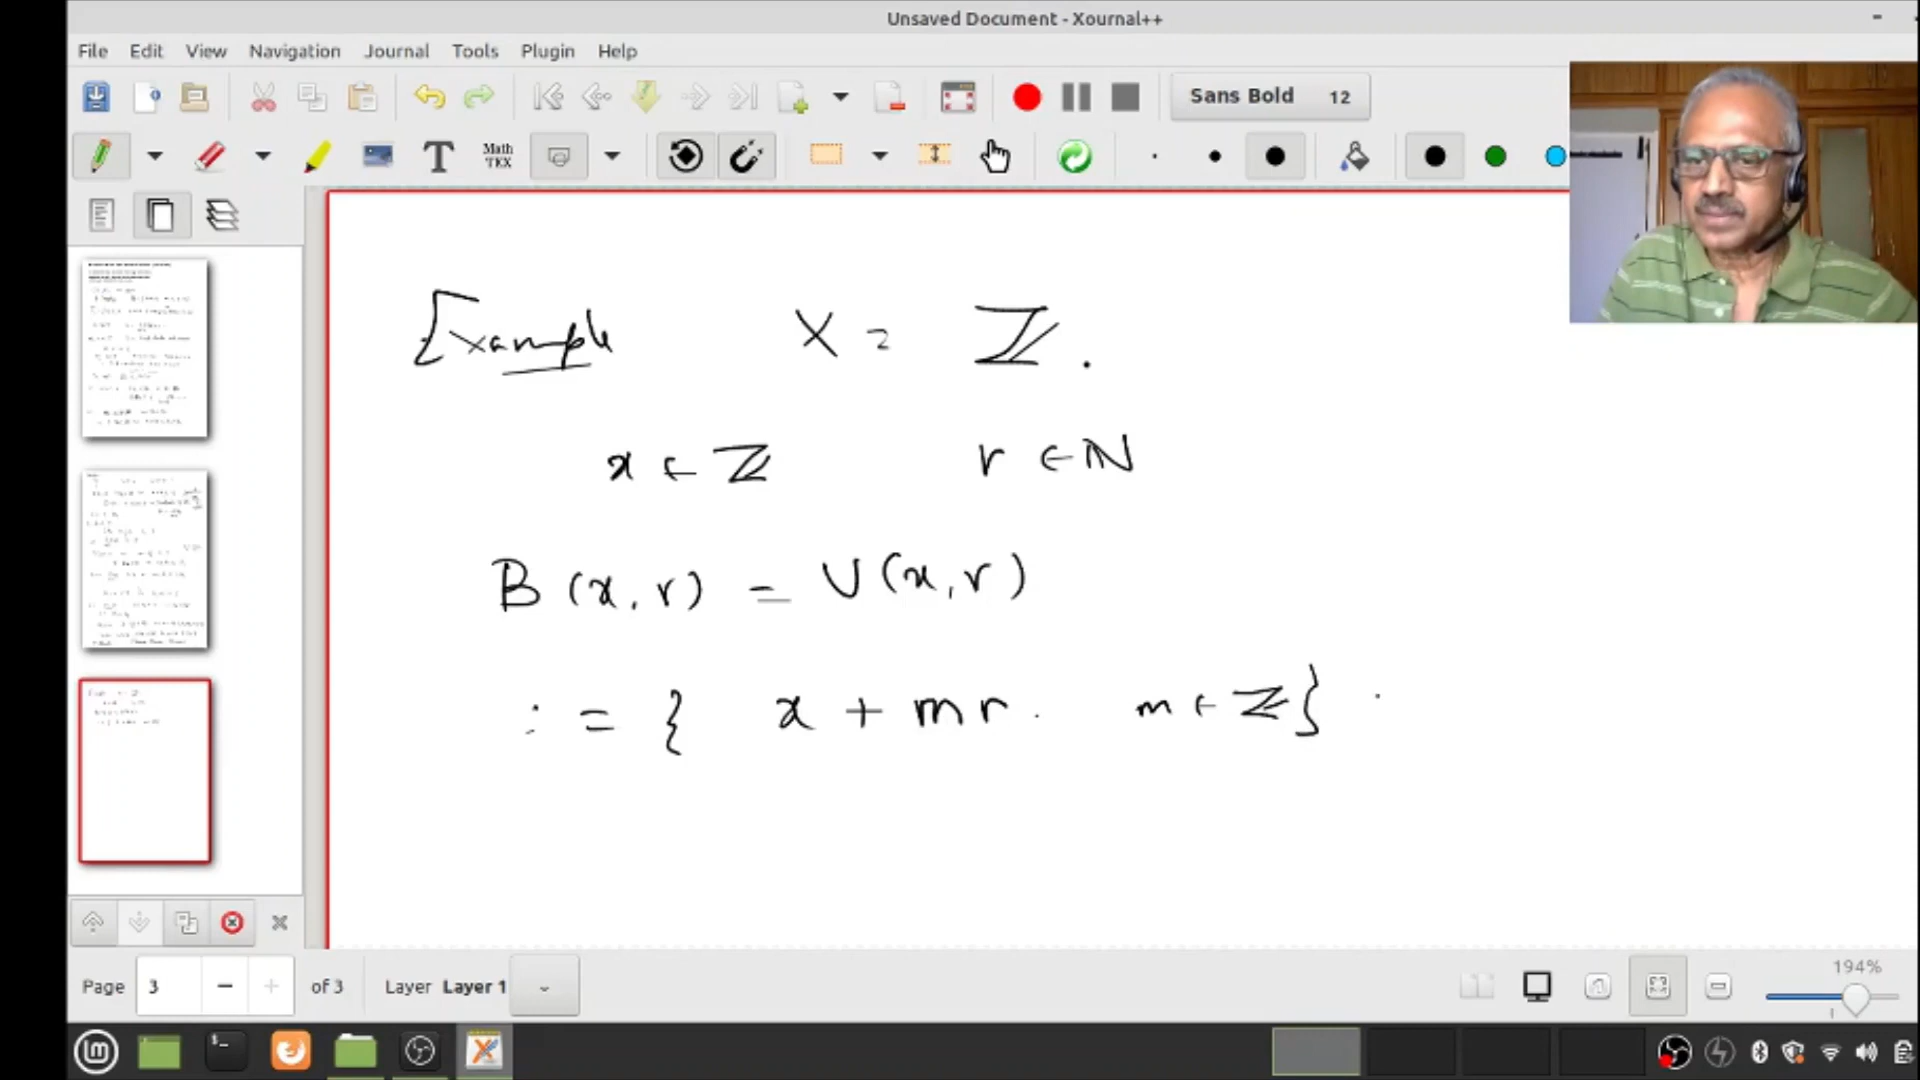 Unsaved Document - Xournal++
File Edit View Navigation Journal Tools Plugin Help
Sans Bold 12
T Math TEX
Example X = ℤ.
x ∈ ℤ r ∈ ℕ
B (x, r) = U(x, r)
:= { x + mr. m ∈ ℤ} .
Page 3 of 3 Layer Layer 1
194%